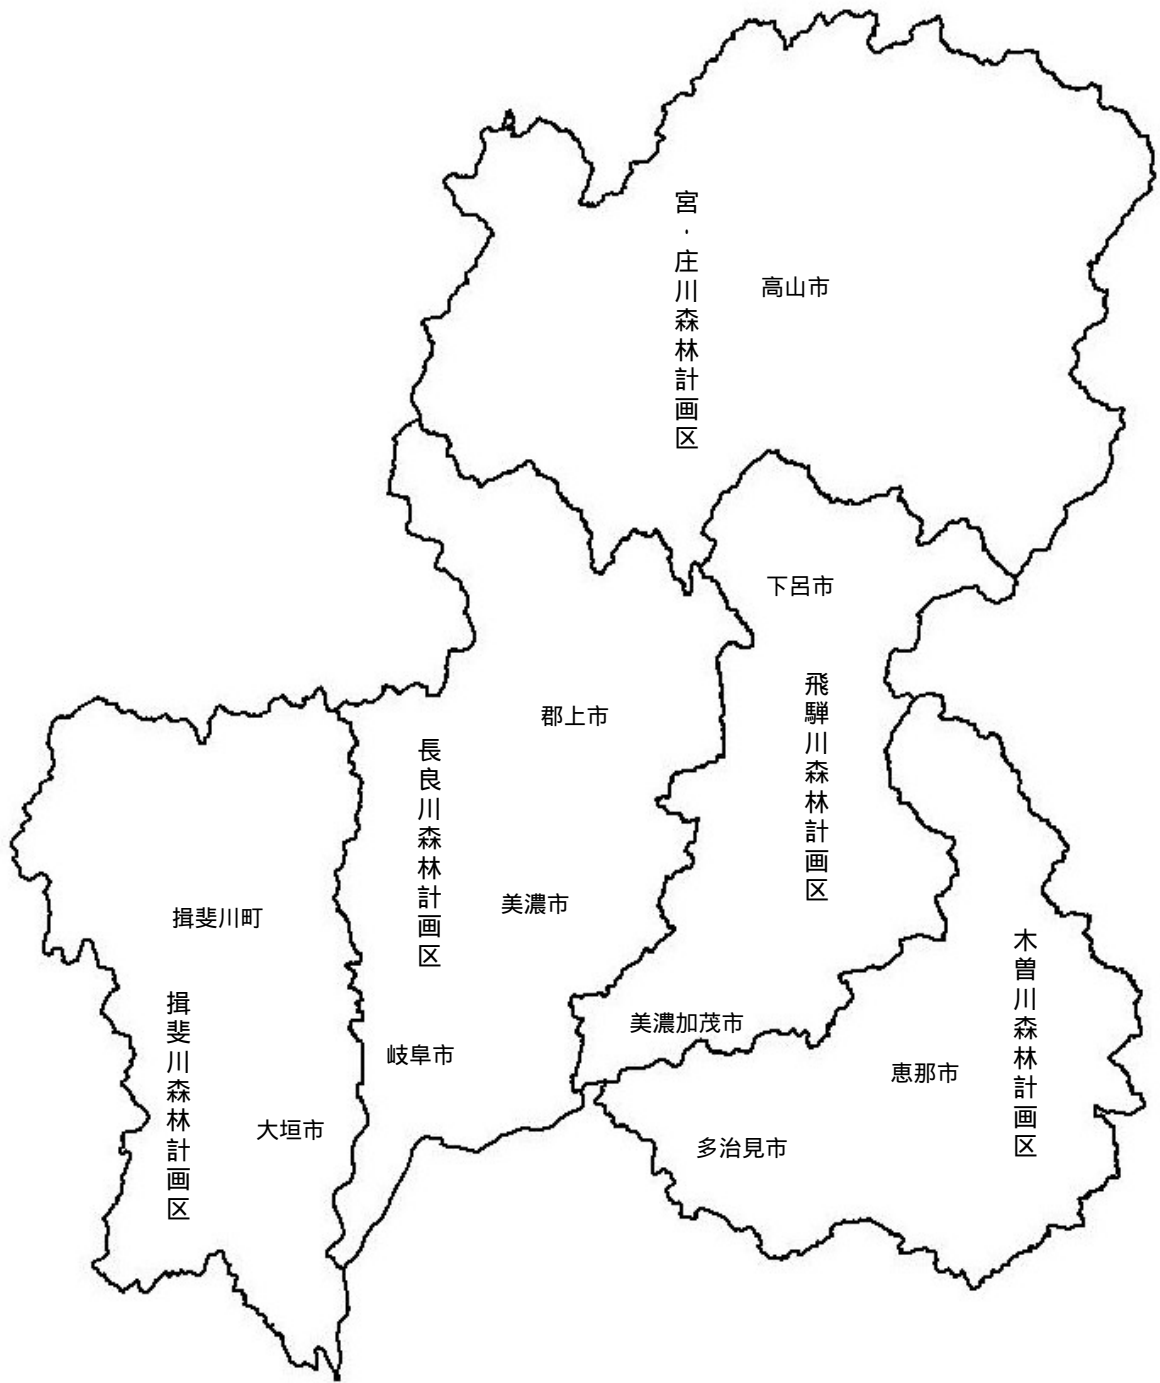 宮・庄川森林計画区
高山市
下呂市
飛騨川森林計画区
郡上市
長良川森林計画区
美濃市
揖斐川町
木曽川森林計画区
揖斐川森林計画区
美濃加茂市
岐阜市
恵那市
大垣市
多治見市